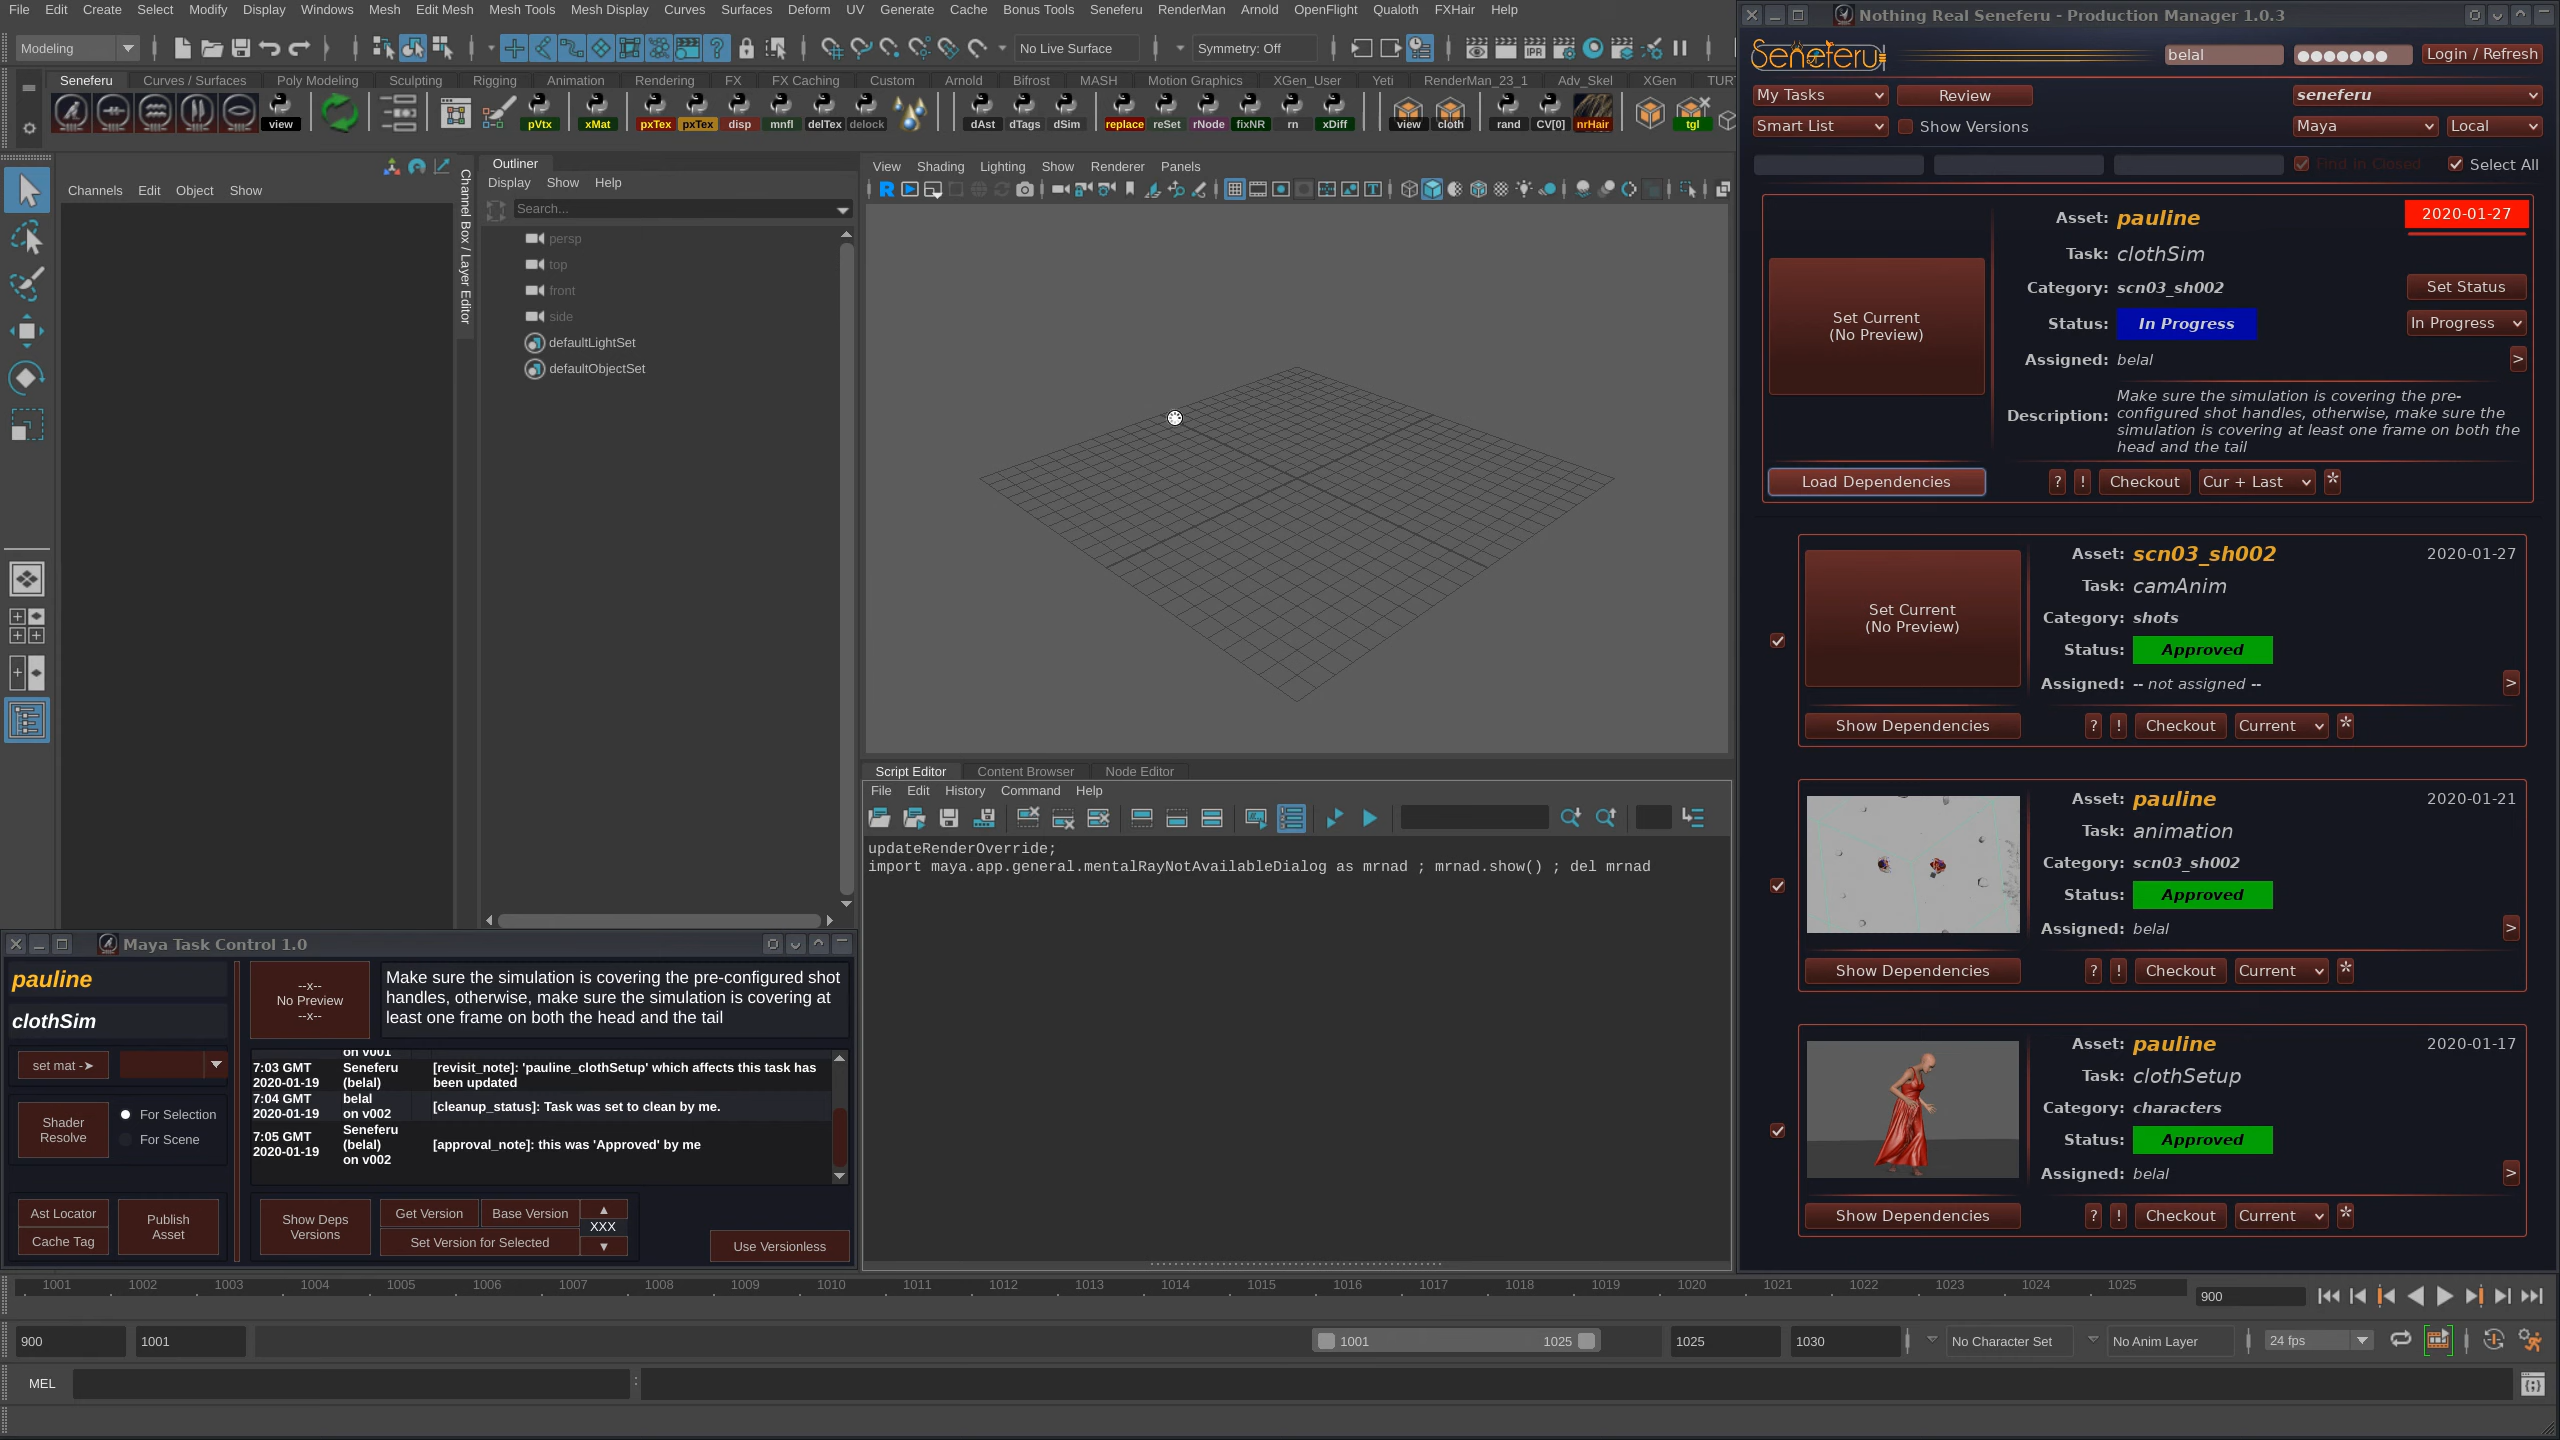 File Edit Create Select Modify Display Windows Mesh Edit Mesh Mesh Tools Mesh Display Curves Surfaces Deform UV Generate Cache Bonus Tools Seneferu RenderMan Arnold OpenFlight Qualoth FXHair Help
Modeling No Live Surface Symmetry: Off
Seneferu Curves / Surfaces Poly Modeling Sculpting Rigging Animation Rendering FX FX Caching Custom Arnold Bifrost MASH Motion Graphics XGen_User Yeti RenderMan_23_1 Adv_Skel XGen TUR
view pVtx xMat pxTex pxTex disp mnfl delTex delock dAst dTags dSim replace reSet rNode fixNR rn xDiff view cloth rand CV[0] nrHair tgl
Channels Edit Object Show
Channel Box / Layer Editor
Outliner
Display Show Help
Search...
persp
top
front
side
defaultLightSet
defaultObjectSet
View Shading Lighting Show Renderer Panels
Script Editor Content Browser Node Editor
File Edit History Command Help
updateRenderOverride;
import maya.app.general.mentalRayNotAvailableDialog as mrnad ; mrnad.show() ; del mrnad
Maya Task Control 1.0
pauline
clothSim
set mat ->
Shader
Resolve
For Selection
For Scene
Ast Locator
Cache Tag
Publish
Asset
--x--
No Preview
--x--
Make sure the simulation is covering the pre-configured shot
handles, otherwise, make sure the simulation is covering at
least one frame on both the head and the tail
on v001
7:03 GMT Seneferu [revisit_note]: 'pauline_clothSetup' which affects this task has
2020-01-19 (belal) been updated
7:04 GMT belal
2020-01-19 on v002 [cleanup_status]: Task was set to clean by me.
Seneferu
7:05 GMT (belal) [approval_note]: this was 'Approved' by me
2020-01-19 on v002
Show Deps
Versions
Get Version Base Version
XXX
Set Version for Selected
Use Versionless
Nothing Real Seneferu - Production Manager 1.0.3
Seneferu belal Login / Refresh
My Tasks Review seneferu
Smart List Show Versions Maya Local
Find in Closed Select All
Set Current
(No Preview)
Asset: pauline 2020-01-27
Task: clothSim
Category: scn03_sh002 Set Status
Status: In Progress In Progress
Assigned: belal >
Description: Make sure the simulation is covering the pre-
configured shot handles, otherwise, make sure the
simulation is covering at least one frame on both the
head and the tail
Load Dependencies ? ! Checkout Cur + Last *
Set Current
(No Preview)
Asset: scn03_sh002 2020-01-27
Task: camAnim
Category: shots
Status: Approved
Assigned: -- not assigned -- >
Show Dependencies ? ! Checkout Current *
Asset: pauline 2020-01-21
Task: animation
Category: scn03_sh002
Status: Approved
Assigned: belal >
Show Dependencies ? ! Checkout Current *
Asset: pauline 2020-01-17
Task: clothSetup
Category: characters
Status: Approved
Assigned: belal >
Show Dependencies ? ! Checkout Current *
1001 1002 1003 1004 1005 1006 1007 1008 1009 1010 1011 1012 1013 1014 1015 1016 1017 1018 1019 1020 1021 1022 1023 1024 1025 900
900 1001 1001 1025 1025 1030 No Character Set No Anim Layer 24 fps
MEL :